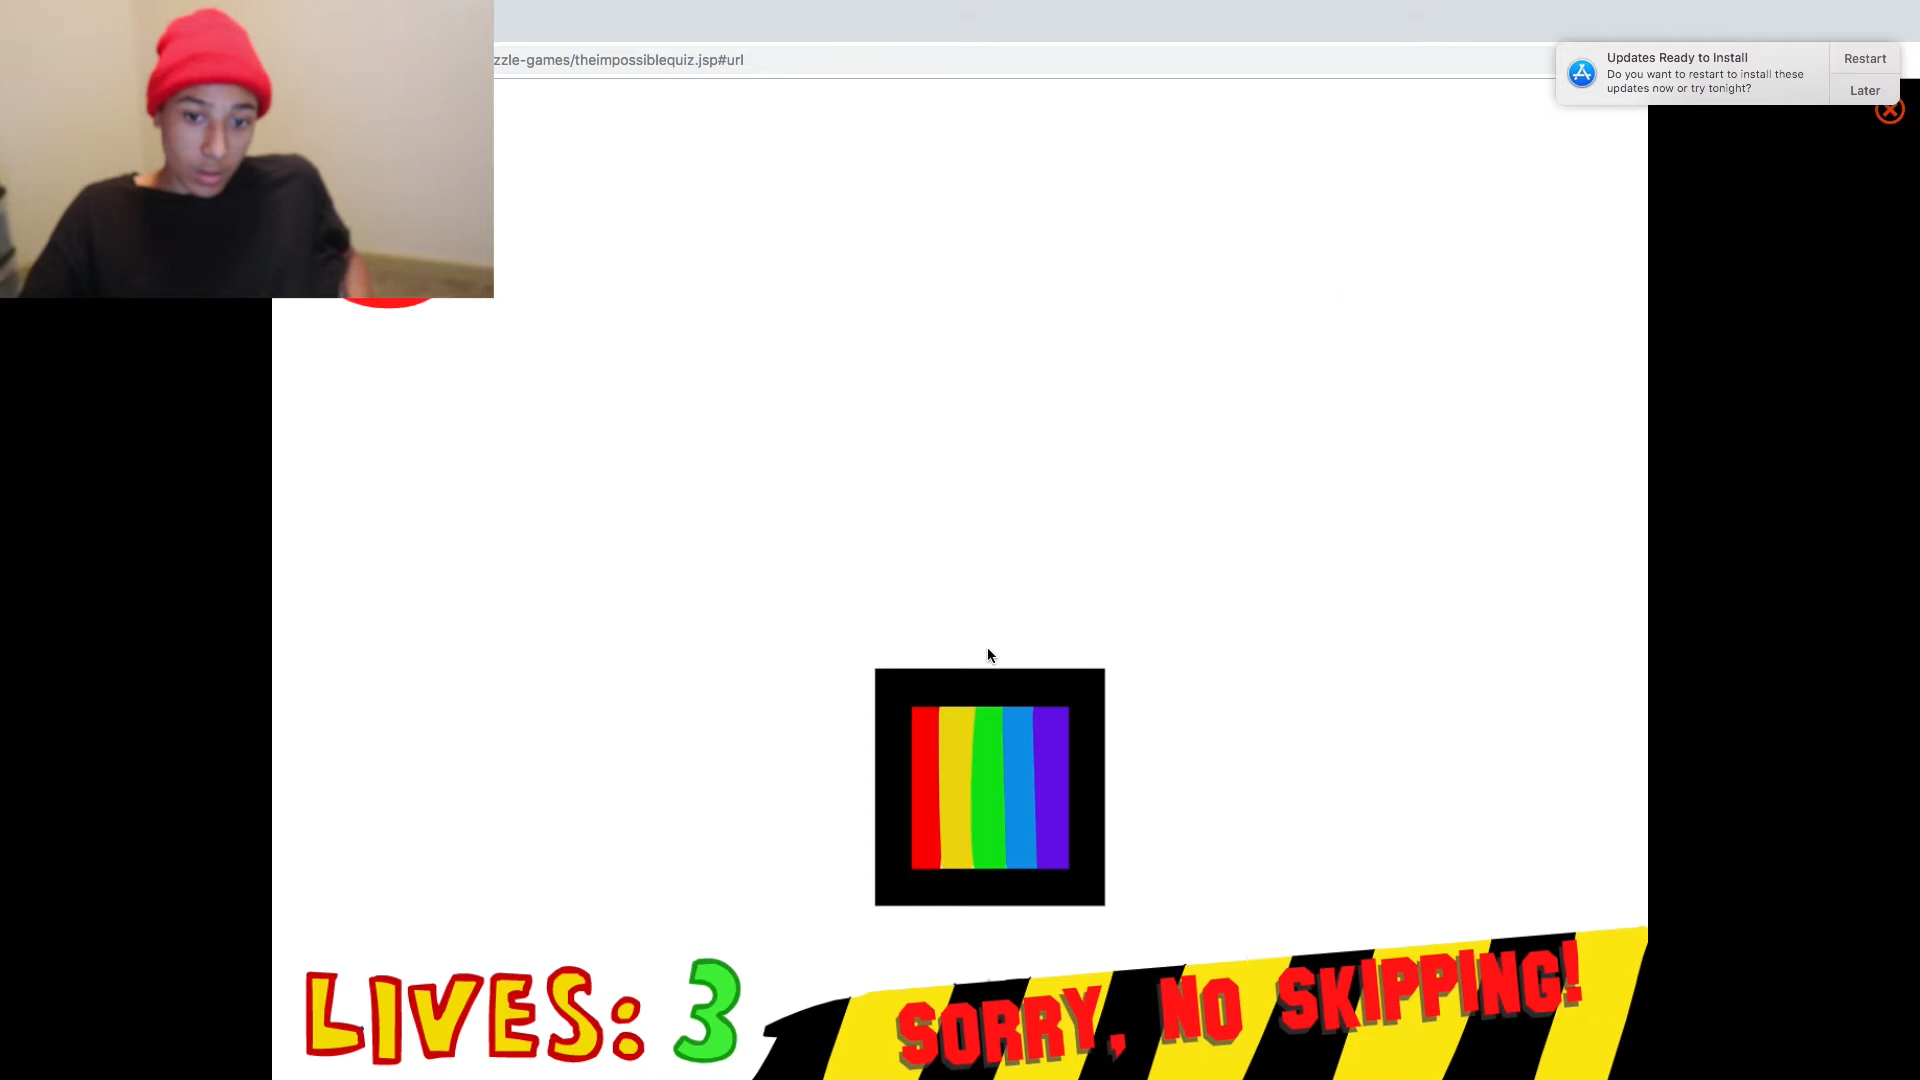 zzle-games/theimpossiblequiz.jsp#url
Updates Ready to Install
Do you want to restart to install these
updates now or try tonight?
Restart
Later
LIVES: 3
SORRY, NO SKIPPING!